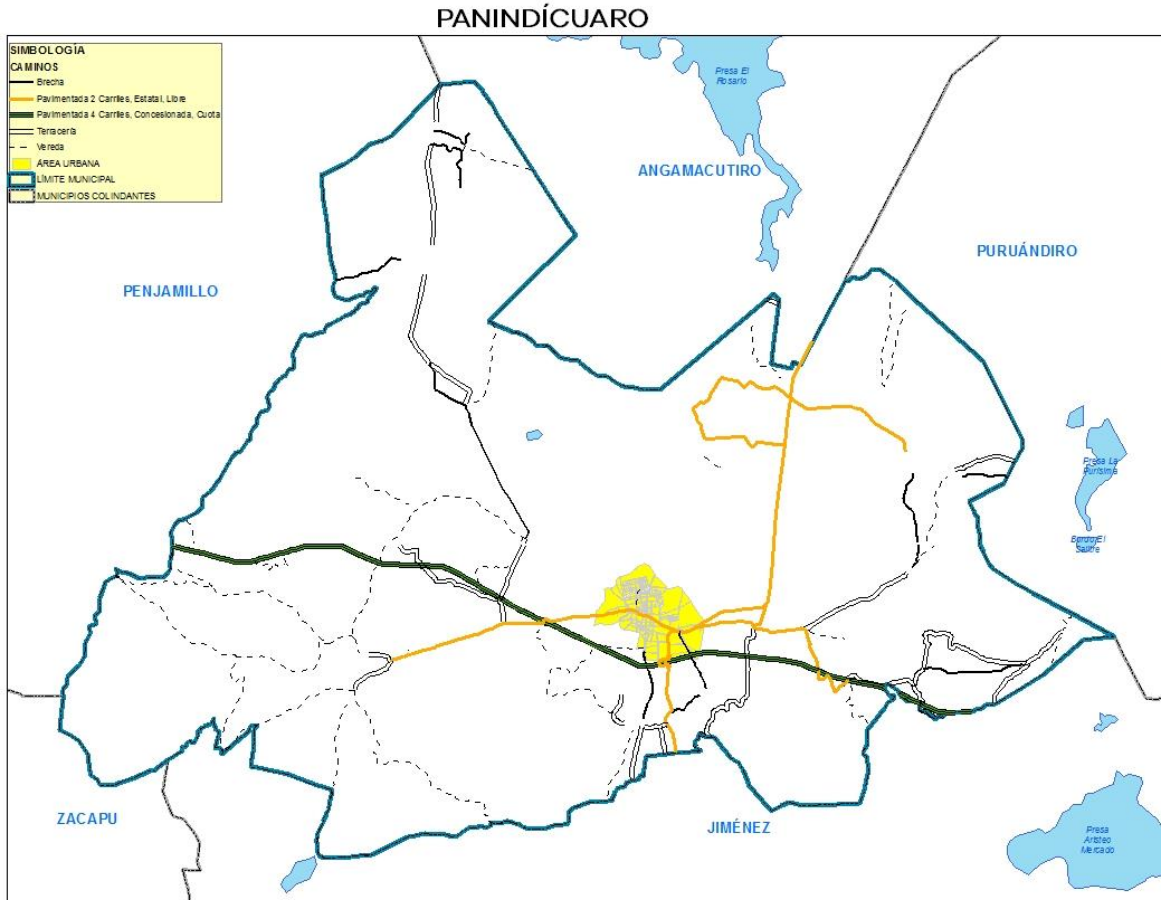 PANINDÍCUARO
SIMBOLOGÍA
CAMINOS
Brecha
Pavimentada 2 Carriles, Estatal, Libre
Pavimentada 4 Carriles, Concesionada, Cuota
Terracería
Vereda
ÁREA URBANA
LÍMITE MUNICIPAL
MUNICIPIOS COLINDANTES
Presa El
Rosario
ANGAMACUTIRO
PURUÁNDIRO
PENJAMILLO
Presa La
Purísima
Bordo El
Salitre
ZACAPU
JIMÉNEZ
Presa
Aristeo
Mercado